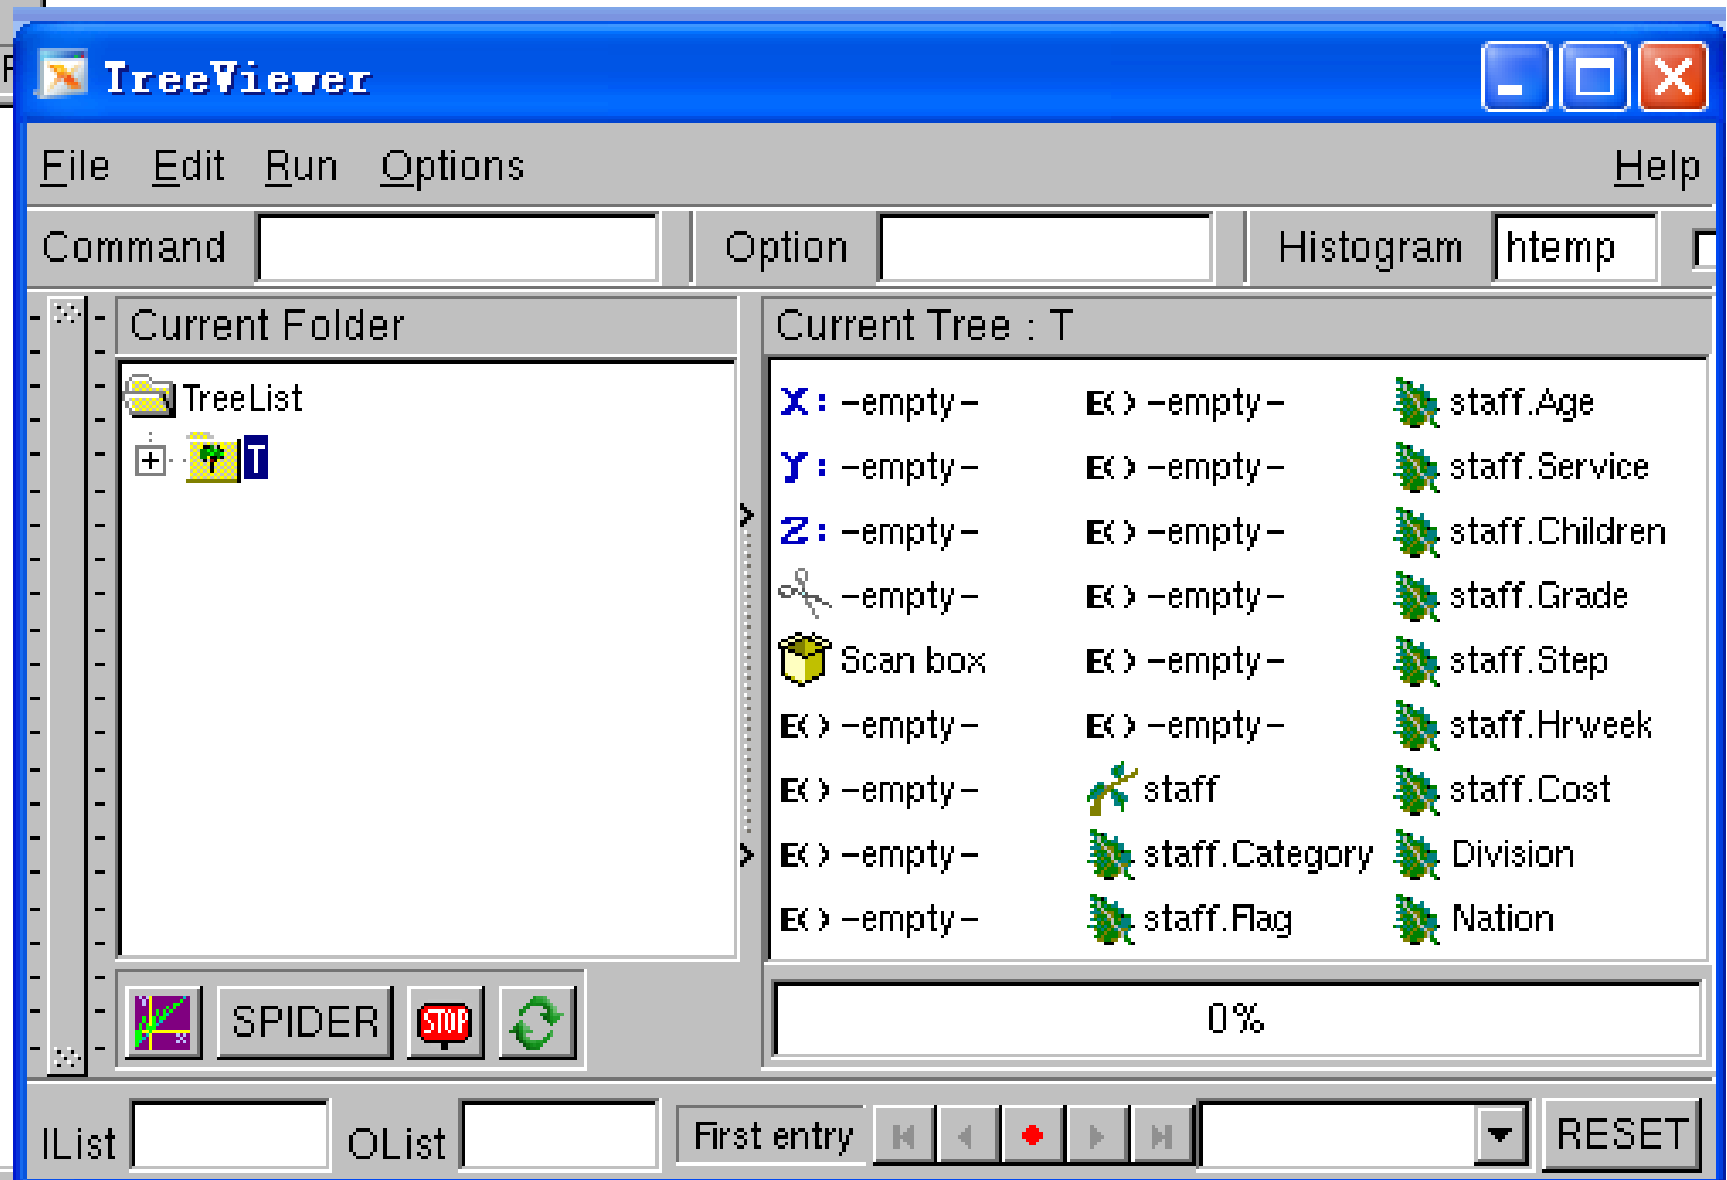 TreeViewer
File Edit Run Options Help
Command Option Histogram htemp
Current Folder
TreeList
T
Current Tree : T
X: -empty- E() -empty- staff.Age
Y: -empty- E() -empty- staff.Service
Z: -empty- E() -empty- staff.Children
-empty- E() -empty- staff.Grade
Scan box E() -empty- staff.Step
E() -empty- E() -empty- staff.Hrweek
E() -empty- staff staff.Cost
E() -empty- staff.Category Division
E() -empty- staff.Flag Nation
SPIDER STOP
0%
IList OList First entry RESET